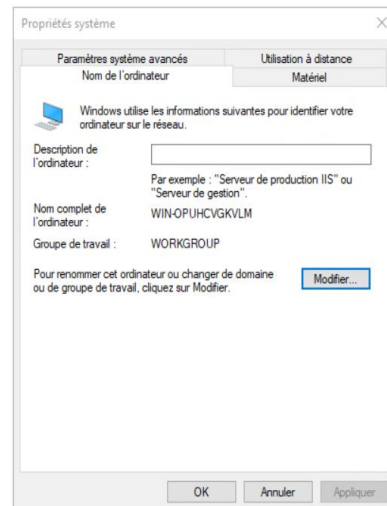 Propriétés système
Paramètres système avancés
Utilisation à distance
Nom de l'ordinateur
Matériel
Windows utilise les informations suivantes pour identifier votre
ordinateur sur le réseau.
Description de
l'ordinateur :
Par exemple : "Serveur de production IIS" ou
"Serveur de gestion".
Nom complet de
l'ordinateur :
WIN-OPUHCVGKVLM
Groupe de travail :
WORKGROUP
Pour renommer cet ordinateur ou changer de domaine
ou de groupe de travail, cliquez sur Modifier.
Modifier...
OK
Annuler
Appliquer